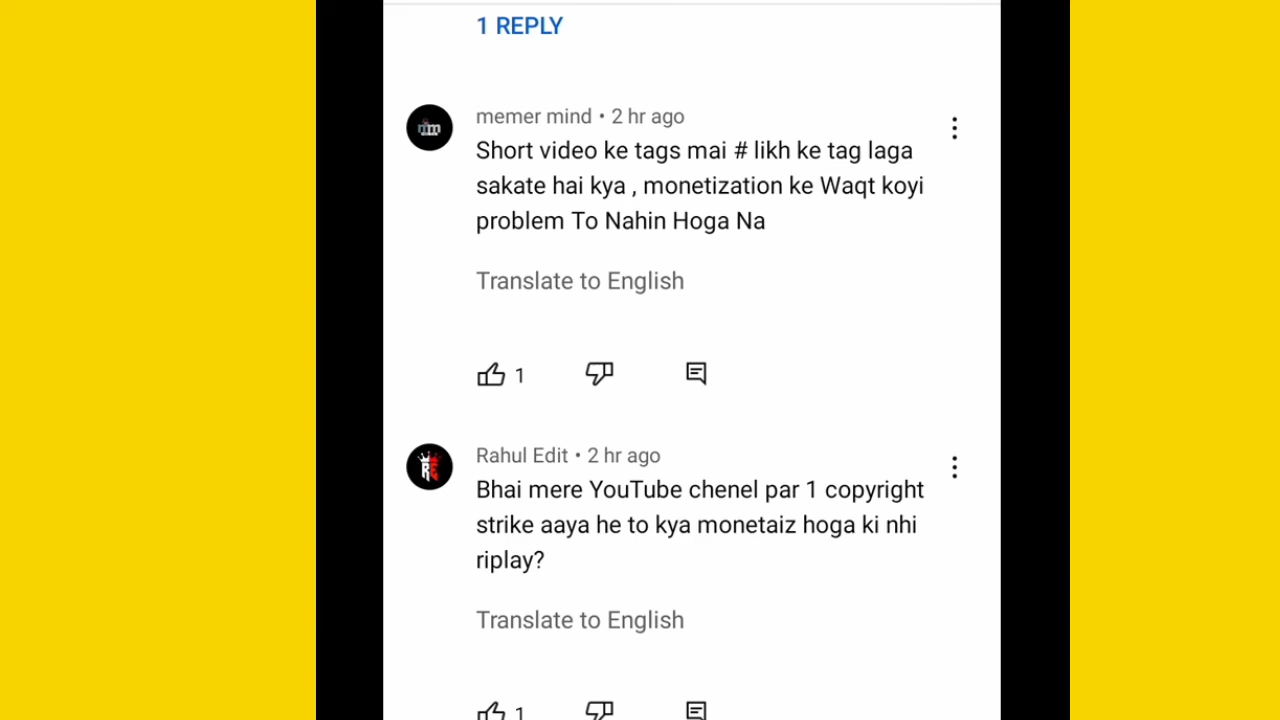 1 REPLY
memer mind • 2 hr ago
Short video ke tags mai # likh ke tag laga
sakate hai kya , monetization ke Waqt koyi
problem To Nahin Hoga Na
Translate to English
1
Rahul Edit • 2 hr ago
Bhai mere YouTube chenel par 1 copyright
strike aaya he to kya monetaiz hoga ki nhi
riplay?
Translate to English
1